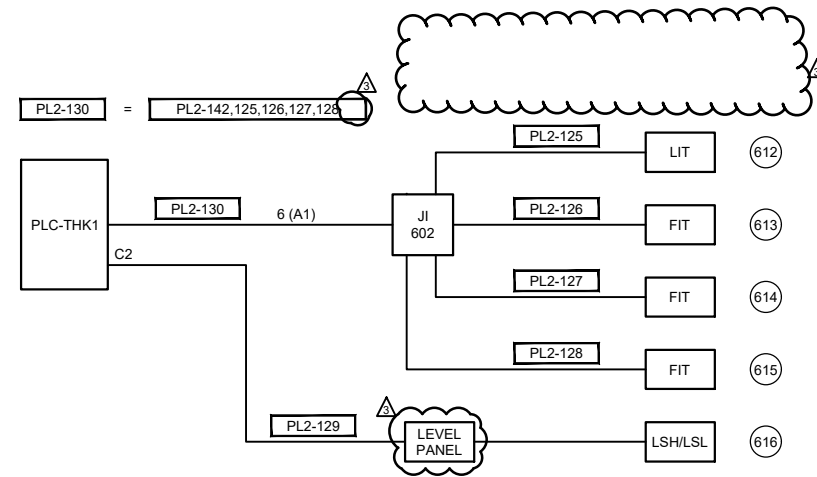 3
3
PL2-130 = PL2-142,125,126,127,128
PL2-125
LIT 612
PLC-THK1
PL2-130 6 (A1)
JI
602
PL2-126
FIT 613
C2
PL2-127
FIT 614
PL2-128
FIT 615
3
PL2-129
LEVEL
PANEL
LSH/LSL 616